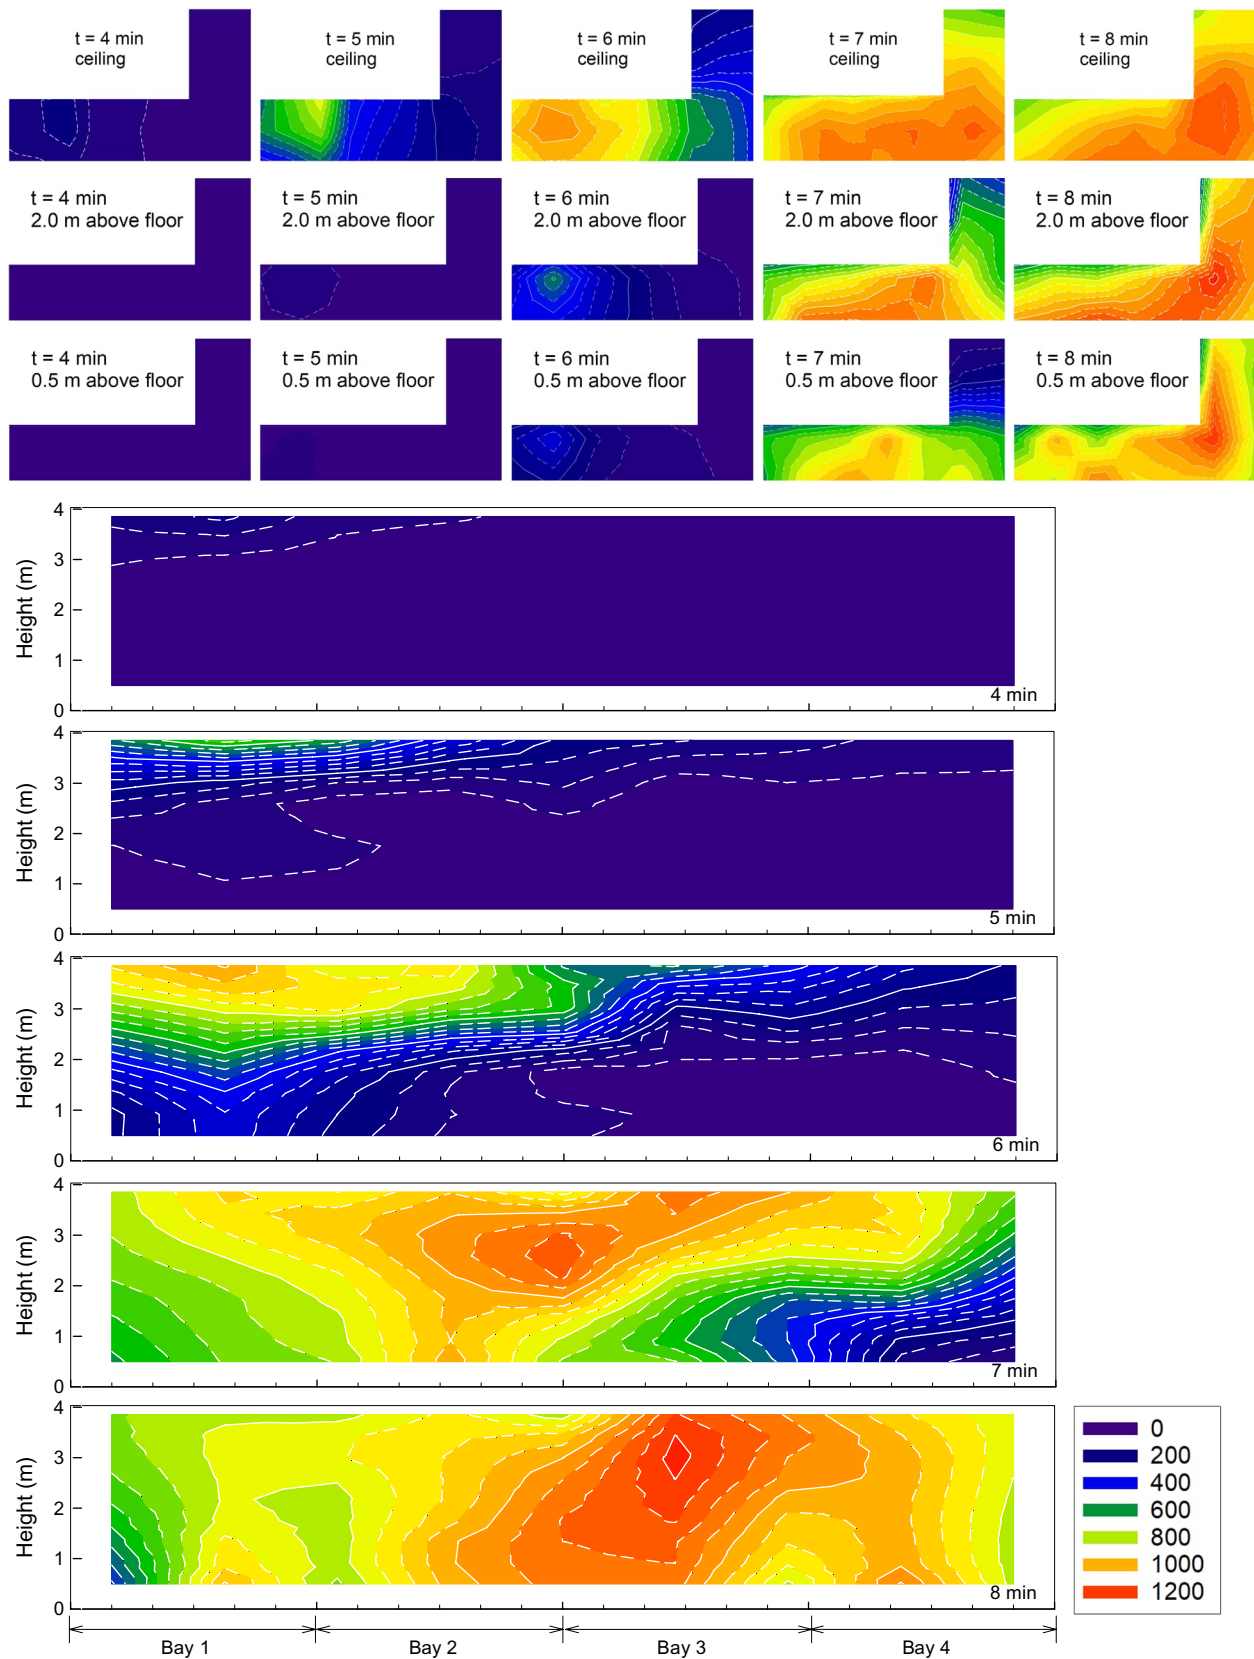 t = 4 min
ceiling
t = 5 min
ceiling
t = 6 min
ceiling
t = 7 min
ceiling
t = 8 min
ceiling
t = 4 min
2.0 m above floor
t = 5 min
2.0 m above floor
t = 6 min
2.0 m above floor
t = 7 min
2.0 m above floor
t = 8 min
2.0 m above floor
t = 4 min
0.5 m above floor
t = 5 min
0.5 m above floor
t = 6 min
0.5 m above floor
t = 7 min
0.5 m above floor
t = 8 min
0.5 m above floor
4
3
2
1
0
Height (m)
4 min
4
3
2
1
0
Height (m)
5 min
4
3
2
1
0
Height (m)
6 min
4
3
2
1
0
Height (m)
7 min
4
3
2
1
0
Height (m)
8 min
0
200
400
600
800
1000
1200
Bay 1
Bay 2
Bay 3
Bay 4